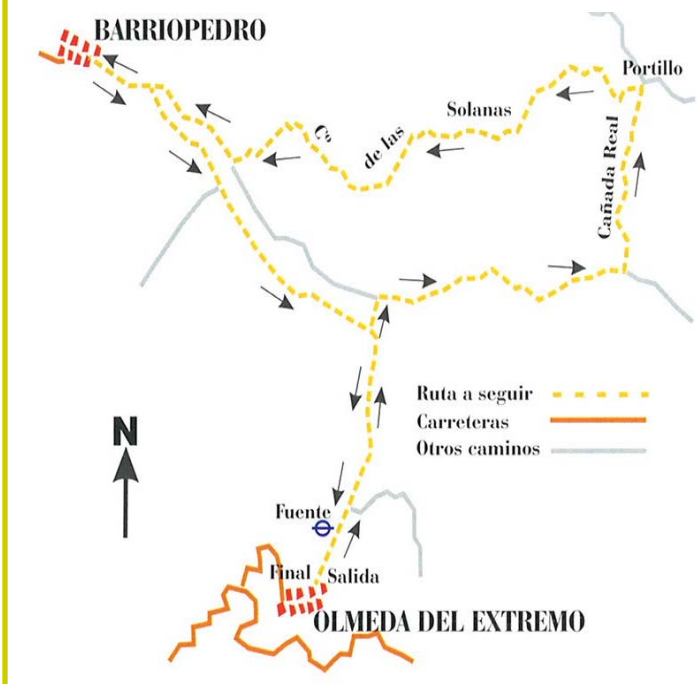 BARRIOPEDRO
Portillo
Solanas
Cº de las
Cañada Real
Ruta a seguir
Carreteras
Otros caminos
N
Fuente
Final Salida
OLMEDA DEL EXTREMO